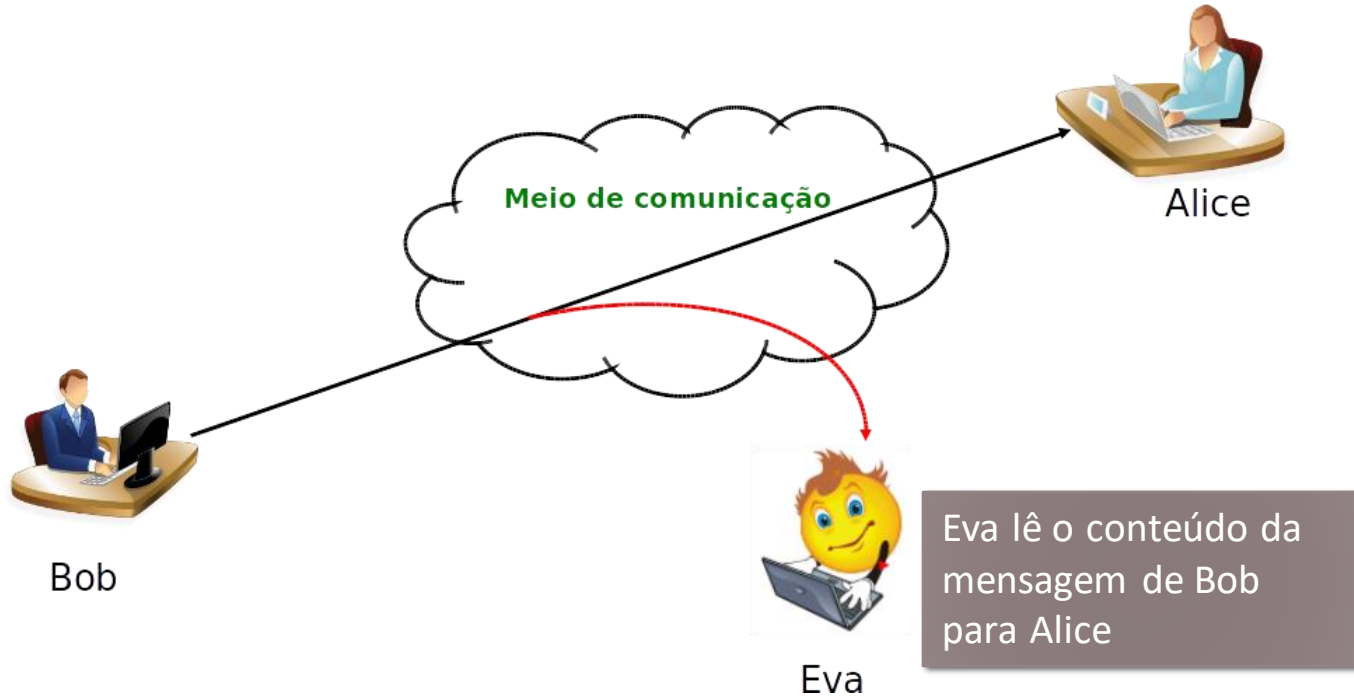 Meio de comunicação
Alice
Bob
Eva lê o conteúdo da
mensagem de Bob
para Alice
Eva